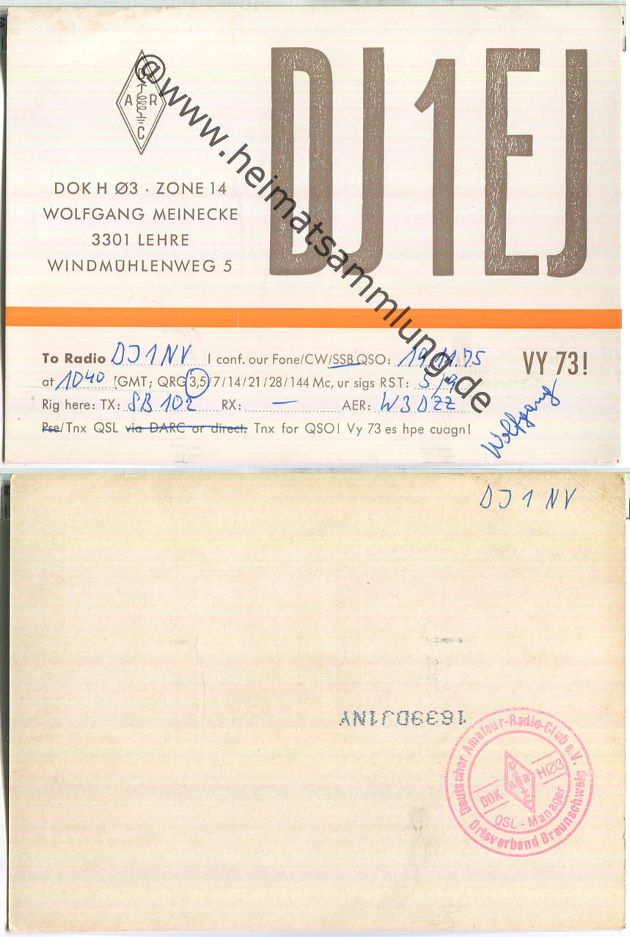 DJ1EJ
D
A R
C
DOK H Ø3 · ZONE 14
WOLFGANG MEINECKE
3301 LEHRE
WINDMÜHLENWEG 5
@www.heimatsammlung.de
To Radio DJ1NV I conf. our Fone/CW/SSB QSO: 19.11.75 VY 73!
at 1040 GMT; QRG 3,5/7/14/21/28/144 Mc, ur sigs RST: 5/9
Rig here: TX: SB 102 RX: — AER: W3DZZ
Pse/Tnx QSL via DARC or direct. Tnx for QSO! Vy 73 es hpe cuagn!
Wolfgang
DJ1NV
1639DJ1NY
Deutscher Amateur-Radio-Club e.V.
DOK HØ3
QSL-Manager
Ortsverband Braunschweig